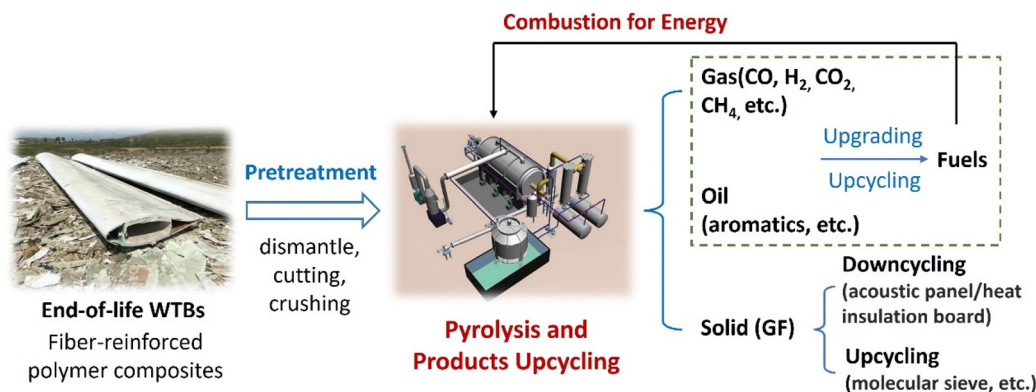 Combustion for Energy
Gas(CO, H₂, CO₂,
CH₄, etc.)
Upgrading
Upcycling
Fuels
Oil
(aromatics, etc.)
Pretreatment
dismantle,
cutting,
crushing
End-of-life WTBs
Fiber-reinforced
polymer composites
Pyrolysis and
Products Upcycling
Solid (GF)
Downcycling
(acoustic panel/heat
insulation board)
Upcycling
(molecular sieve, etc.)